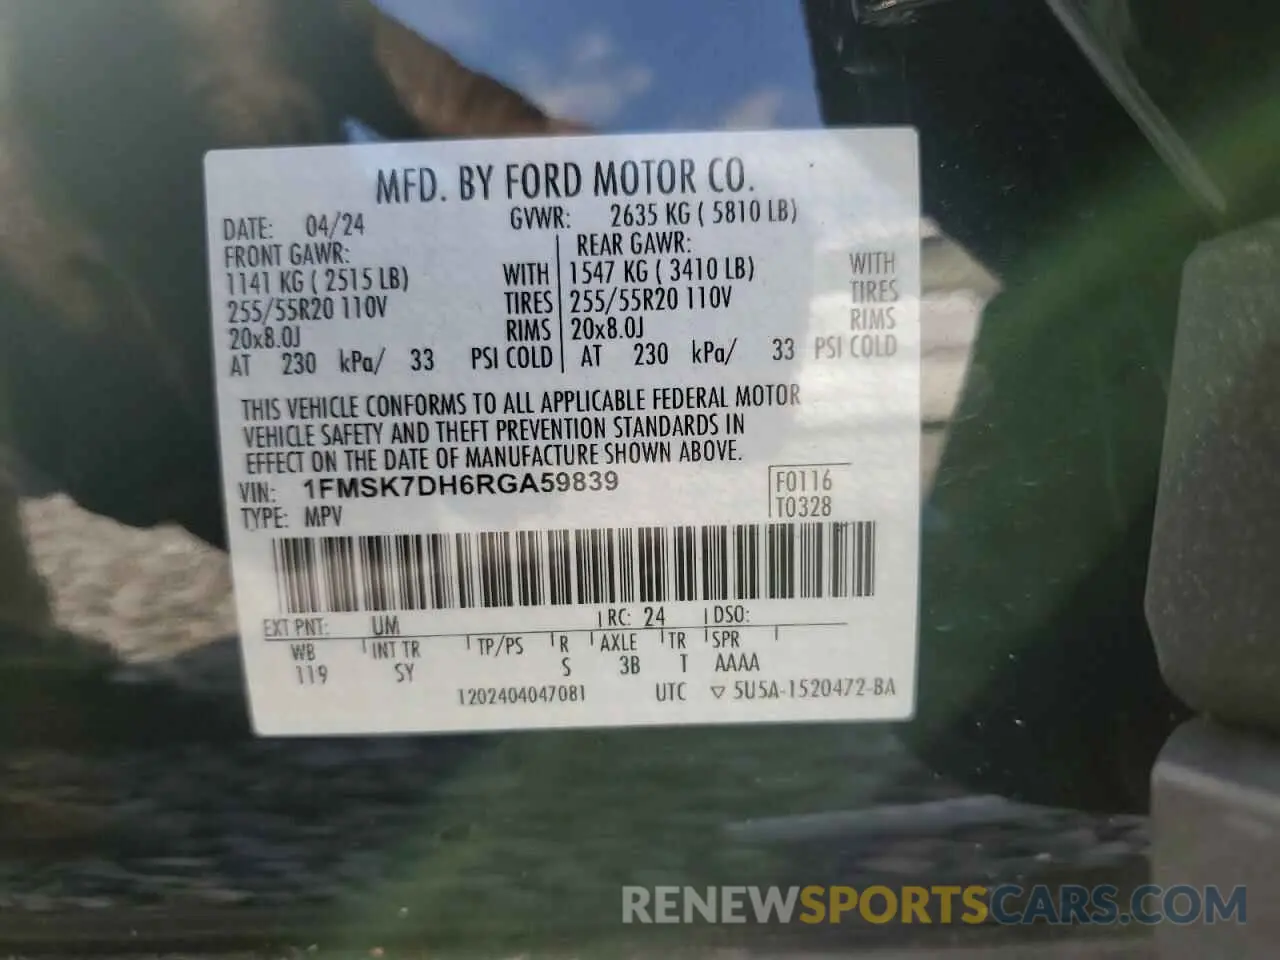 MFD. BY FORD MOTOR CO.
DATE: 04/24 GVWR: 2635 KG ( 5810 LB)
FRONT GAWR: REAR GAWR:
1141 KG ( 2515 LB) WITH 1547 KG ( 3410 LB) WITH
255/55R20 110V TIRES 255/55R20 110V TIRES
20x8.0J RIMS 20x8.0J RIMS
AT 230 kPa/ 33 PSI COLD AT 230 kPa/ 33 PSI COLD
THIS VEHICLE CONFORMS TO ALL APPLICABLE FEDERAL MOTOR
VEHICLE SAFETY AND THEFT PREVENTION STANDARDS IN
EFFECT ON THE DATE OF MANUFACTURE SHOWN ABOVE.
VIN: 1FMSK7DH6RGA59839 F0116
TYPE: MPV T0328
EXT PNT: UM RC: 24 DSO:
WB INT TR TP/PS R AXLE TR SPR
119 SY S 3B T AAAA
1202404047081 UTC ▽ 5U5A-1520472-BA
RENEWSPORTSCARS.COM